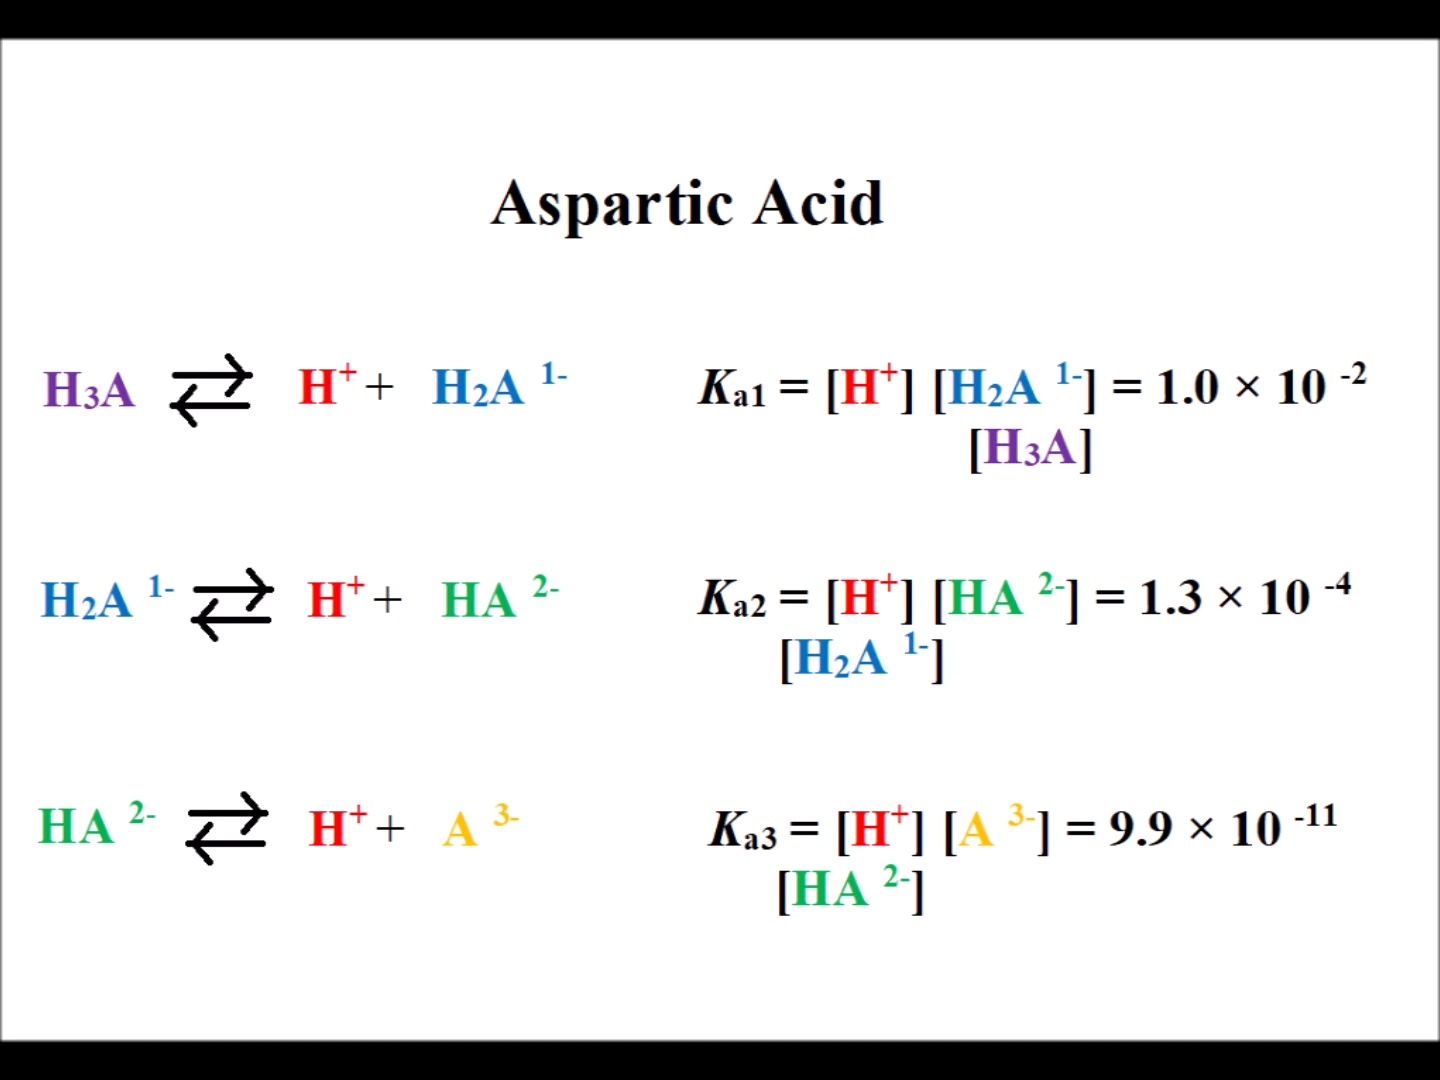 Aspartic Acid
H₃A ⇄ H⁺ + H₂A ¹⁻ Kₐ₁ = [H⁺] [H₂A ¹⁻] = 1.0 × 10 ⁻²
[H₃A]
H₂A ¹⁻ ⇄ H⁺ + HA ²⁻ Kₐ₂ = [H⁺] [HA ²⁻] = 1.3 × 10 ⁻⁴
[H₂A ¹⁻]
HA ²⁻ ⇄ H⁺ + A ³⁻ Kₐ₃ = [H⁺] [A ³⁻] = 9.9 × 10 ⁻¹¹
[HA ²⁻]